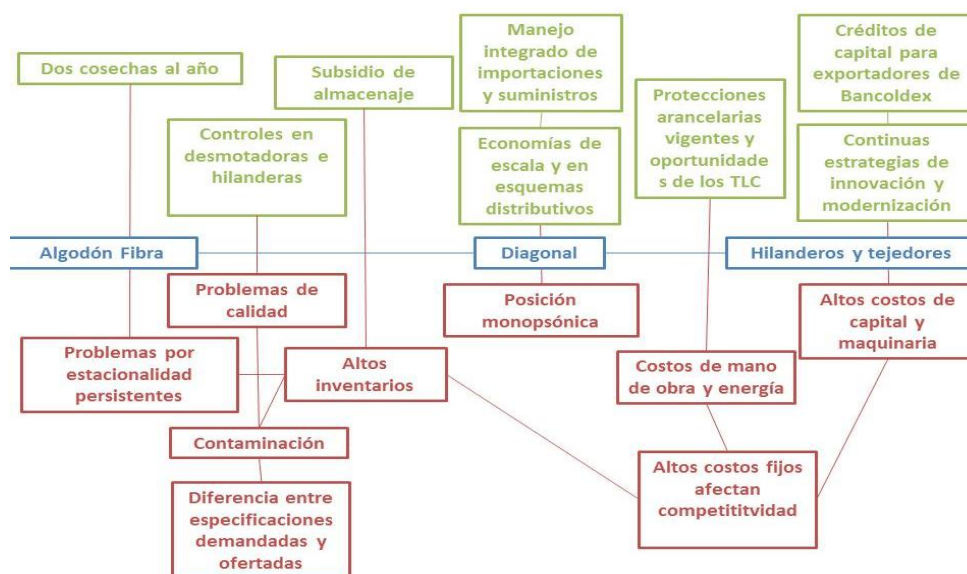 Dos cosechas al año
Subsidio de
almacenaje
Manejo
integrado de
importaciones
y suministros
Créditos de
capital para
exportadores de
Bancoldex
Controles en
desmotadoras e
hilanderas
Economías de
escala y en
esquemas
distributivos
Protecciones
arancelarias
vigentes y
oportunidade
s de los TLC
Continuas
estrategias de
innovación y
modernización
Algodón Fibra
Diagonal
Hilanderos y tejedores
Problemas de
calidad
Posición
monopsónica
Altos costos de
capital y
maquinaria
Problemas por
estacionalidad
persistentes
Altos
inventarios
Costos de mano
de obra y energía
Contaminación
Altos costos fijos
afectan
competititvidad
Diferencia entre
especificaciones
demandadas y
ofertadas